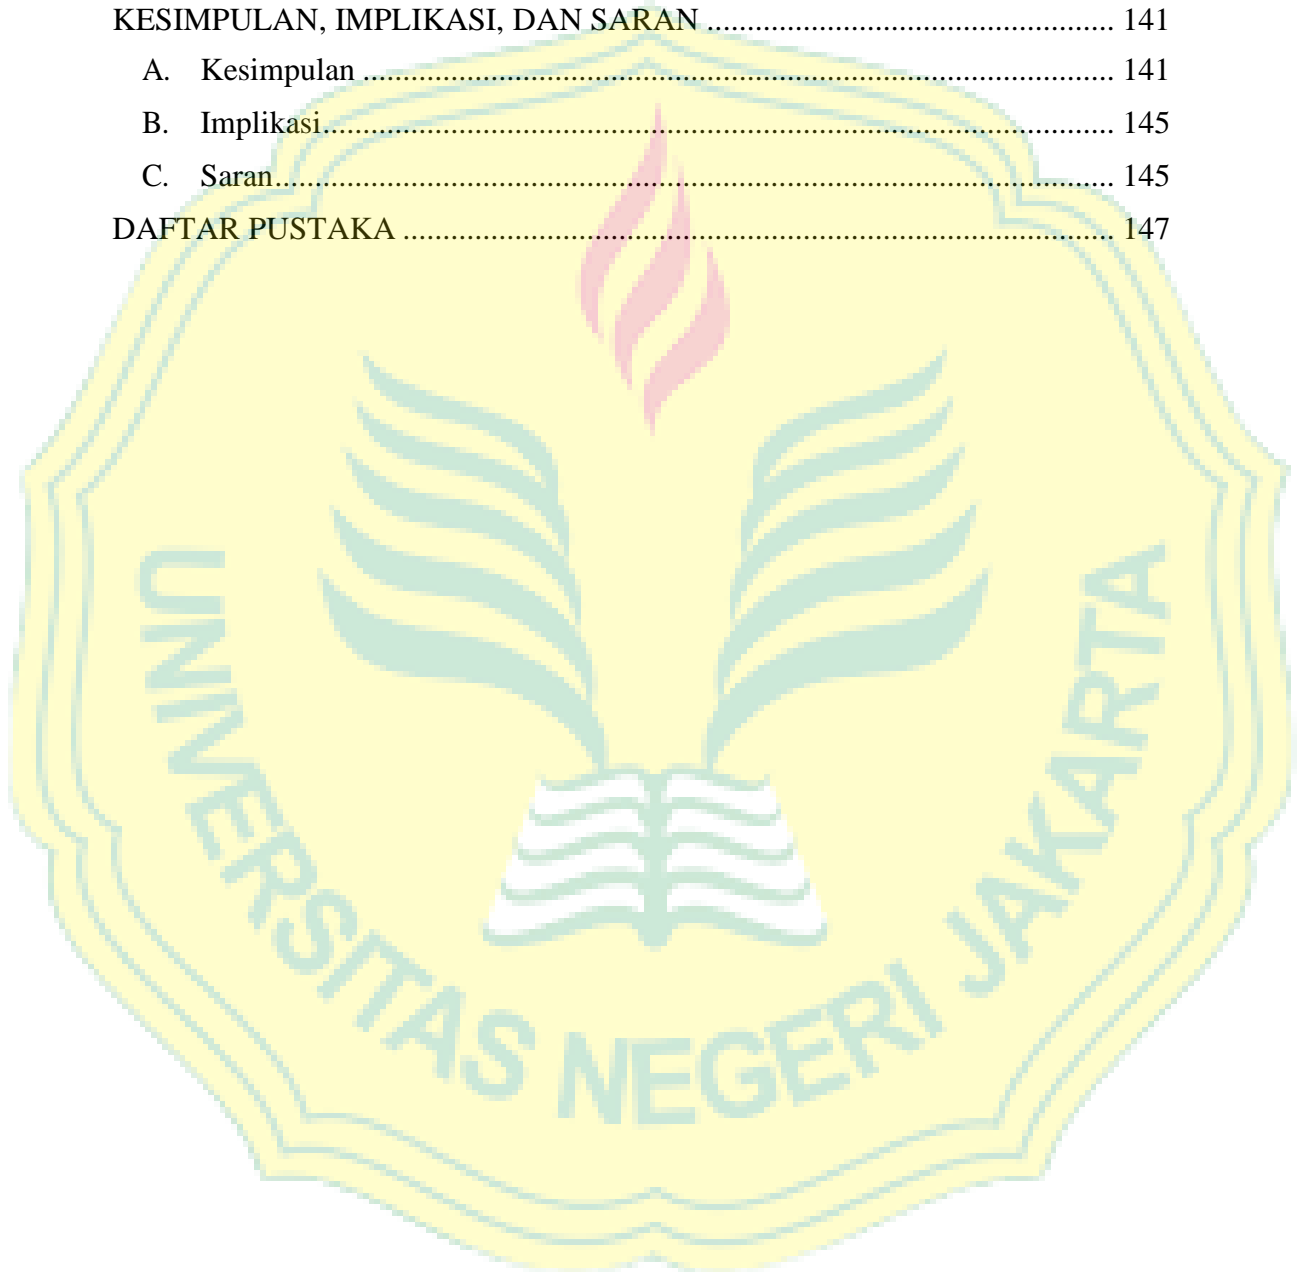 KESIMPULAN, IMPLIKASI, DAN SARAN ................................................... 141
A. Kesimpulan .............................................................................................. 141
B. Implikasi................................................................................................... 145
C. Saran......................................................................................................... 145
DAFTAR PUSTAKA ......................................................................................... 147
UNIVERSITAS NEGERI JAKARTA